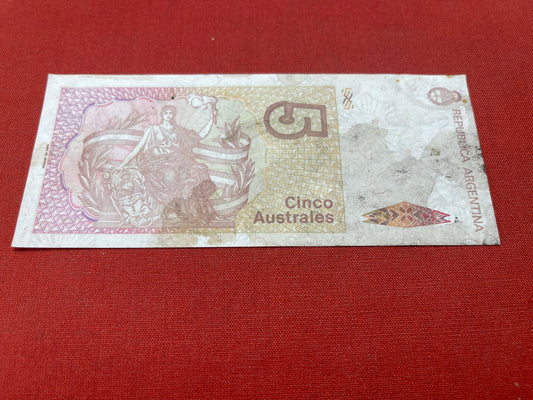 5
Cinco
Australes
REPUBLICA ARGENTINA